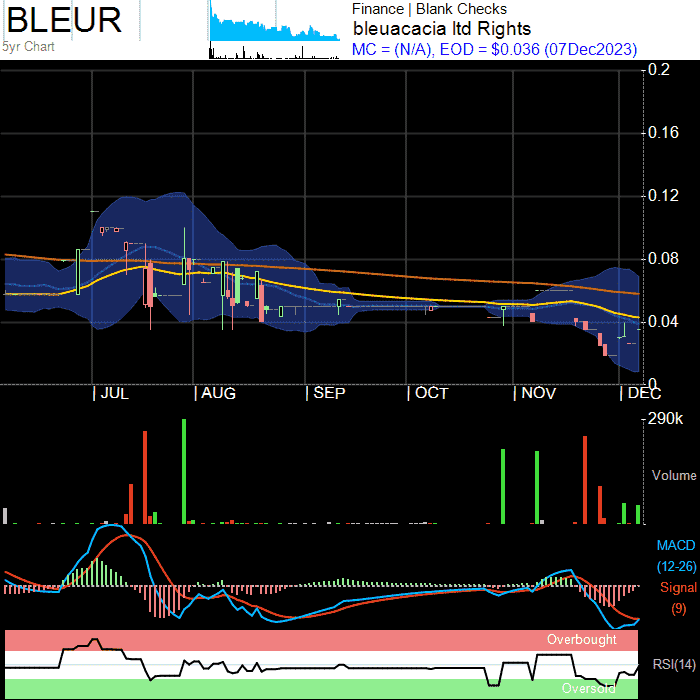 BLEUR
5yr Chart
Finance | Blank Checks
bleuacacia ltd Rights
MC = (N/A), EOD = $0.036 (07Dec2023)
0.2
0.16
0.12
0.08
0.04
0
| JUL | AUG | SEP | OCT | NOV | DEC
290k
Volume
MACD
(12-26)
Signal
(9)
Overbought
RSI(14)
Oversold